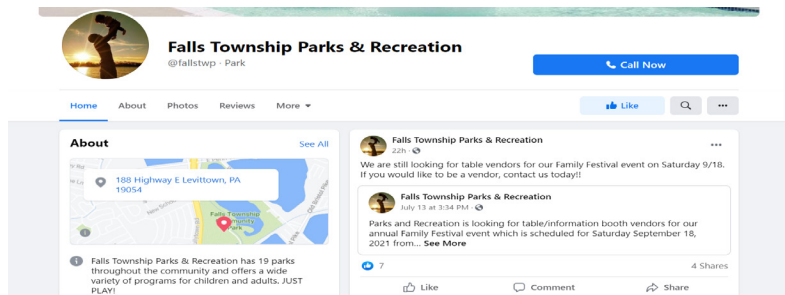 Falls Township Parks & Recreation
@fallstwp · Park
Call Now
Home About Photos Reviews More
Like
About
See All
188 Highway E Levittown, PA
19054
Falls Township
Community
Park
Falls Township Parks & Recreation has 19 parks
throughout the community and offers a wide
variety of programs for children and adults. JUST
PLAY!
Falls Township Parks & Recreation
22h ·
We are still looking for table vendors for our Family Festival event on Saturday 9/18.
If you would like to be a vendor, contact us today!!
Falls Township Parks & Recreation
July 13 at 3:34 PM ·
Parks and Recreation is looking for table/information booth vendors for our
annual Family Festival event which is scheduled for Saturday September 18,
2021 from... See More
7
4 Shares
Like Comment Share